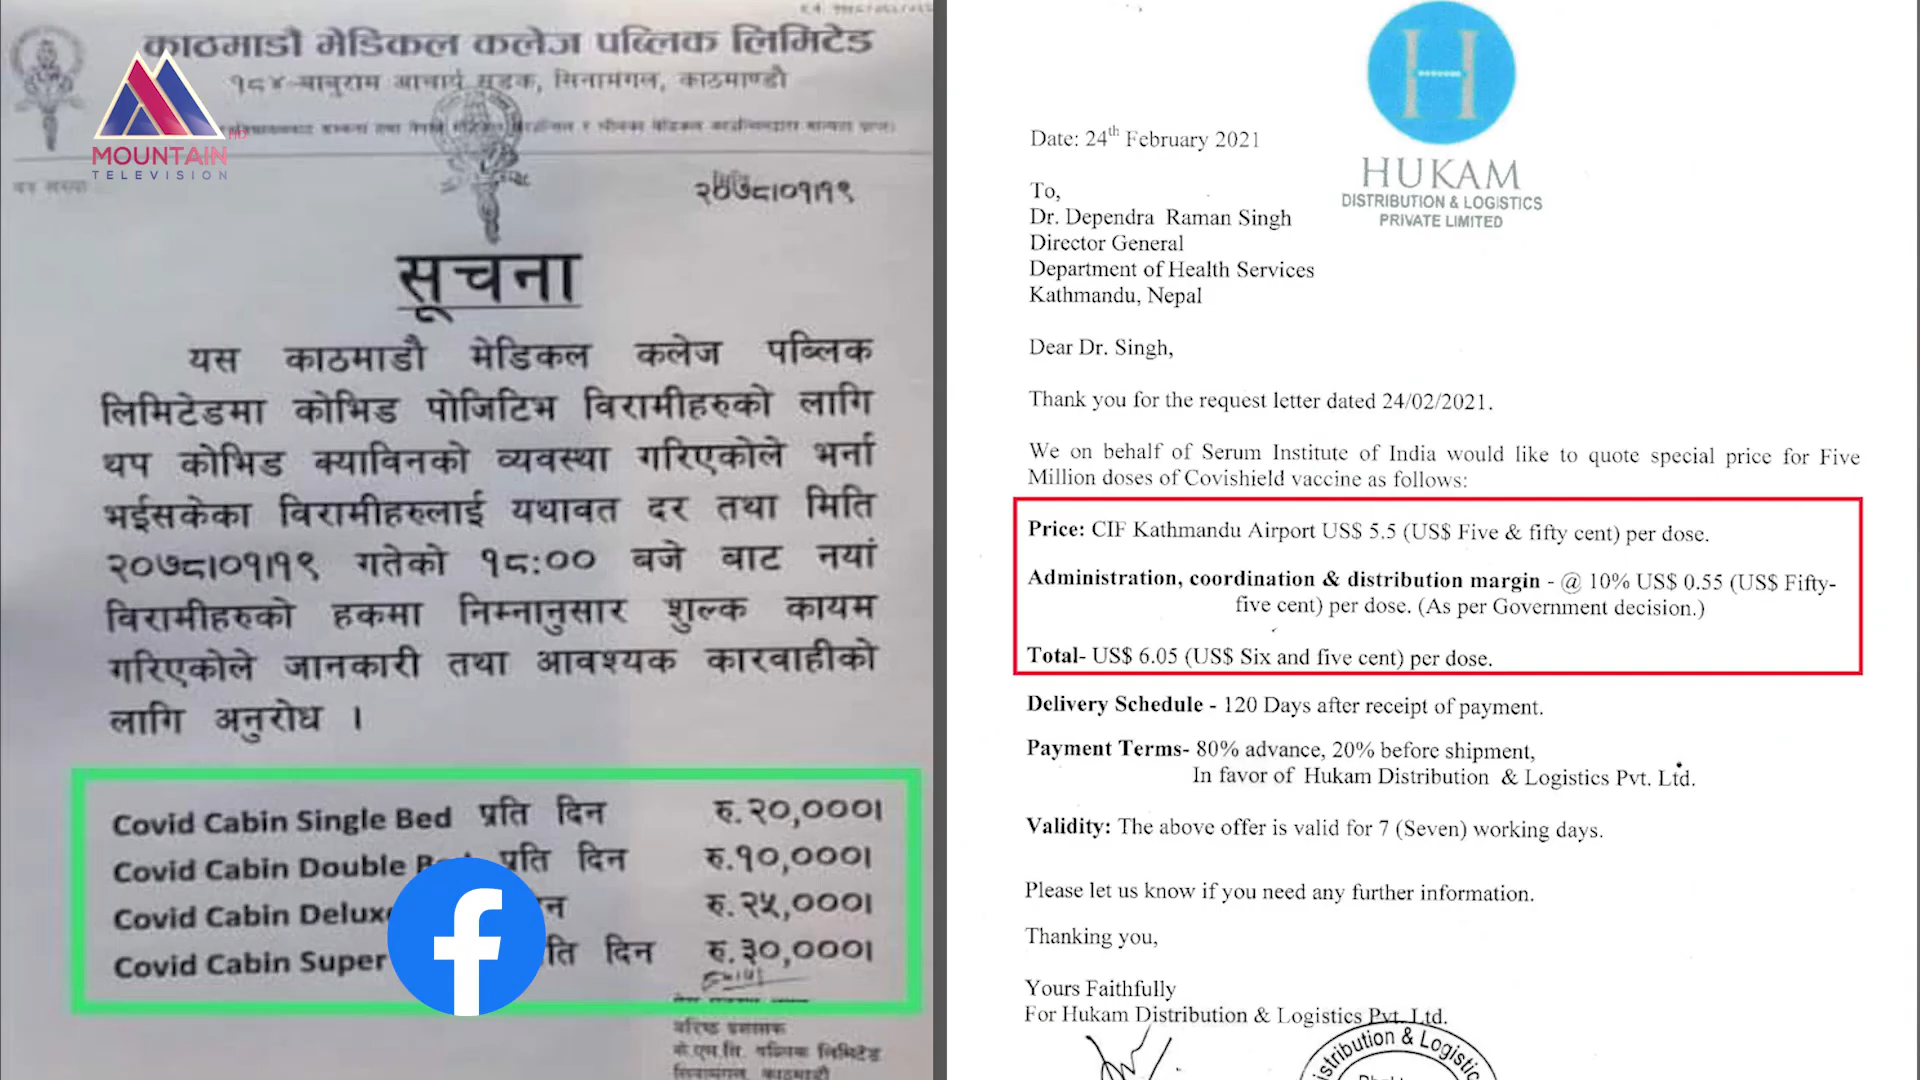 काठमाडौ मेडिकल कलेज पब्लिक लिमिटेड
१८४-बाबुराम आचार्य सडक, सिनामंगल, काठमाण्डौ
MOUNTAIN
TELEVISION
२०७८।०१।१९
सूचना
यस काठमाडौ मेडिकल कलेज पब्लिक
लिमिटेडमा कोभिड पोजिटिभ विरामीहरुको लागि
थप कोभिड क्याविनको व्यवस्था गरिएकोले भर्ना
भईसकेका विरामीहरुलाई यथावत दर तथा मिति
२०७८।०१।१९ गतेको १८:०० बजे बाट नयां
विरामीहरुको हकमा निम्नानुसार शुल्क कायम
गरिएकोले जानकारी तथा आवश्यक कारवाहीको
लागि अनुरोध ।
Covid Cabin Single Bed प्रति दिन रु.२०,०००।
Covid Cabin Double प्रति दिन रु.१०,०००।
Covid Cabin Deluxe रु.२५,०००।
Covid Cabin Super दिन रु.३०,०००।
वरिष्ठ प्रशासक
के.एम.सि. पब्लिक लिमिटेड
सिनामंगल, काठमाडौ
HUKAM
DISTRIBUTION & LOGISTICS
PRIVATE LIMITED
Date: 24th February 2021
To,
Dr. Dependra Raman Singh
Director General
Department of Health Services
Kathmandu, Nepal
Dear Dr. Singh,
Thank you for the request letter dated 24/02/2021.
We on behalf of Serum Institute of India would like to quote special price for Five
Million doses of Covishield vaccine as follows:
Price: CIF Kathmandu Airport US$ 5.5 (US$ Five & fifty cent) per dose.
Administration, coordination & distribution margin - @ 10% US$ 0.55 (US$ Fifty-
five cent) per dose. (As per Government decision.)
Total- US$ 6.05 (US$ Six and five cent) per dose.
Delivery Schedule - 120 Days after receipt of payment.
Payment Terms- 80% advance, 20% before shipment,
In favor of Hukam Distribution & Logistics Pvt. Ltd.
Validity: The above offer is valid for 7 (Seven) working days.
Please let us know if you need any further information.
Thanking you,
Yours Faithfully
For Hukam Distribution & Logistics Pvt. Ltd.